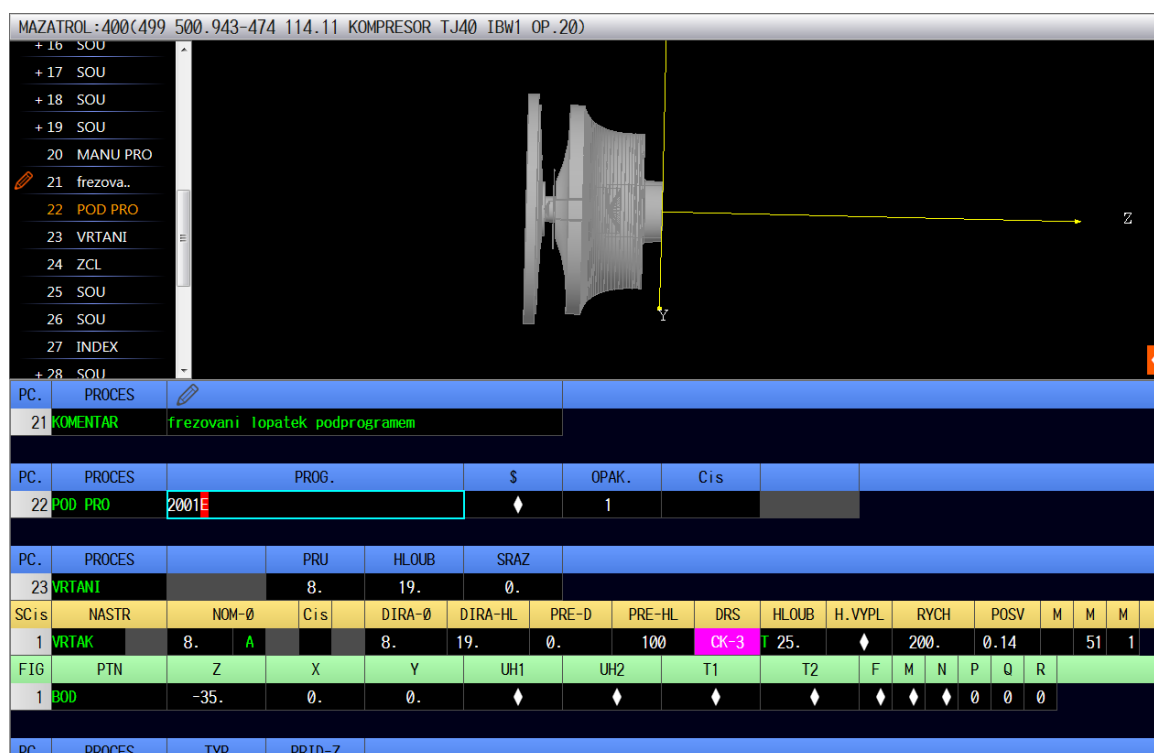 MAZATROL:400(499 500.943-474 114.11 KOMPRESOR TJ40 IBW1 OP.20)
+ 16 SOU
+ 17 SOU
+ 18 SOU
+ 19 SOU
20 MANU PRO
21 frezova..
22 POD PRO
23 VRTANI
24 ZCL
25 SOU
26 SOU
27 INDEX
+ 28 SOU
Z
Y
PC. PROCES
21 KOMENTAR frezovani lopatek podprogramem
PC. PROCES PROG. $ OPAK. Cis
22 POD PRO 2001E ♦ 1
PC. PROCES PRU HLOUB SRAZ
23 VRTANI 8. 19. 0.
SCis NASTR NOM-Ø Cis DIRA-Ø DIRA-HL PRE-D PRE-HL DRS HLOUB H.VYPL RYCH POSV M M M
1 VRTAK 8. A 8. 19. 0. 100 CK-3 T 25. ♦ 200. 0.14 51 1
FIG PTN Z X Y UH1 UH2 T1 T2 F M N P Q R
1 BOD -35. 0. 0. ♦ ♦ ♦ ♦ ♦ ♦ ♦ 0 0 0
PC. PROCES TYP PRID-Z